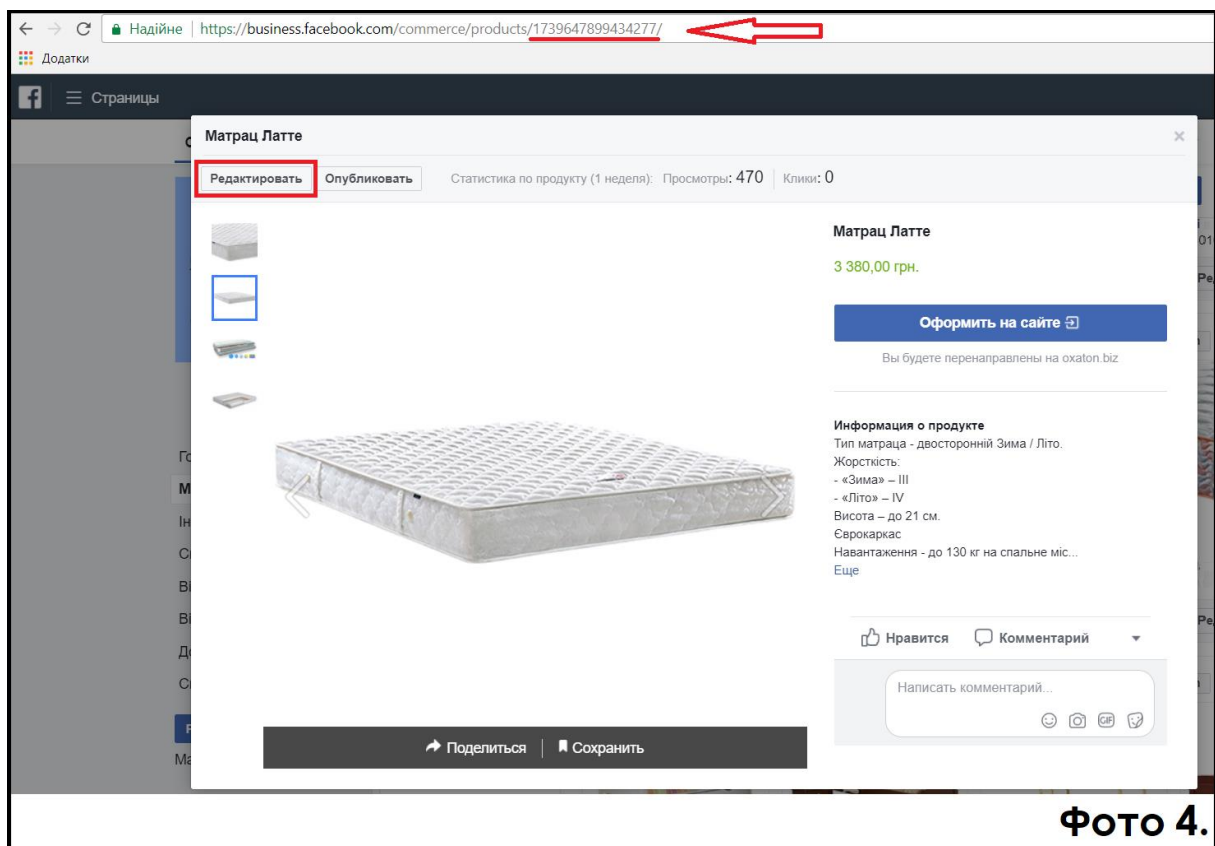 Надійне | https://business.facebook.com/commerce/products/1739647899434277/
Додатки
Страницы
Матрац Латте
Редактировать Опубликовать Статистика по продукту (1 неделя): Просмотры: 470 Клики: 0
Матрац Латте
3 380,00 грн.
Оформить на сайте
Вы будете перенаправлены на oxaton.biz
Информация о продукте
Тип матраца - двосторонній Зима / Літо.
Жорсткість:
- «Зима» – III
- «Літо» – IV
Висота – до 21 см.
Єврокаркас
Навантаження - до 130 кг на спальне міс...
Еще
Нравится Комментарий
Написать комментарий...
GIF
Поделиться | Сохранить
Фото 4.